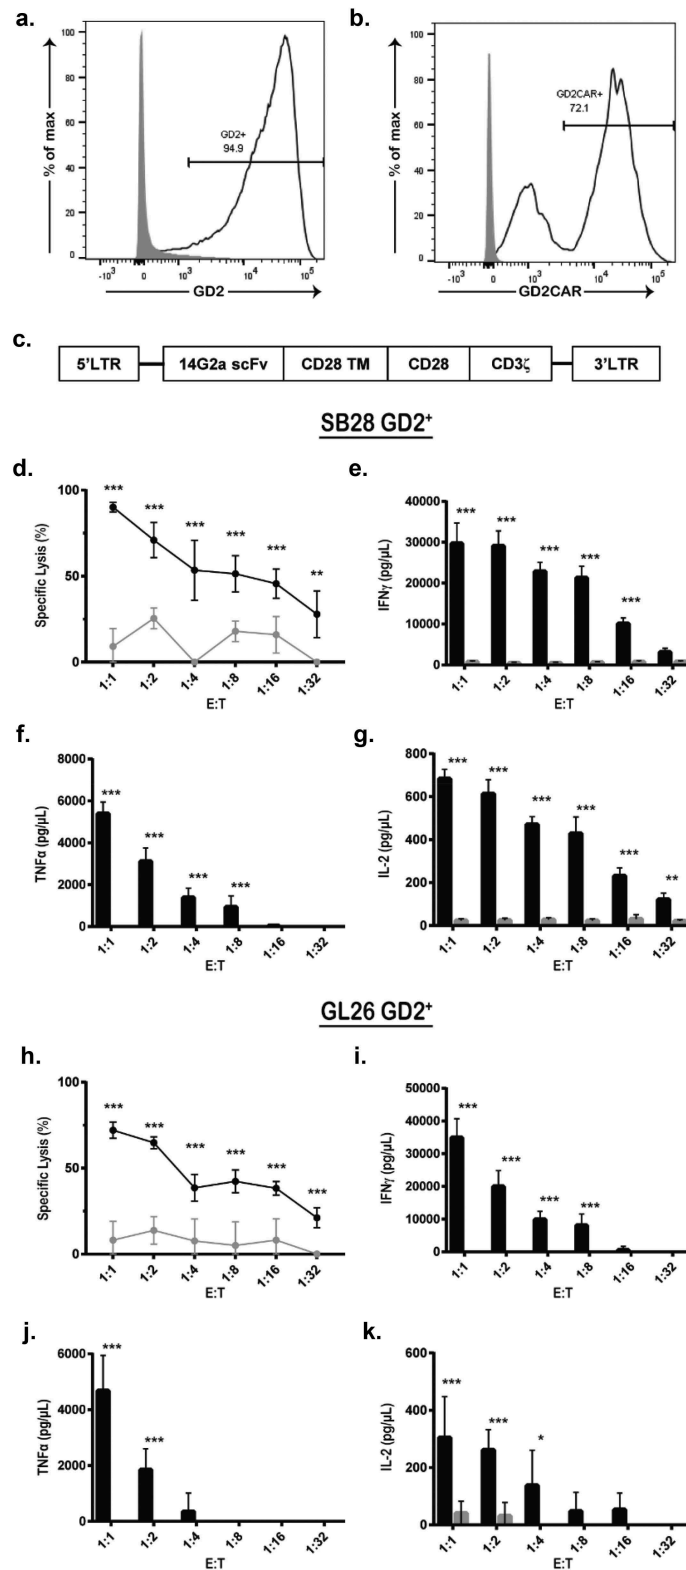 a.
% of max
100
80
60
40
20
0
GD2+
94.9
-10³ 0 10³ 10⁴ 10⁵
GD2
b.
% of max
100
80
60
40
20
0
GD2CAR+
72.1
-10³ 0 10³ 10⁴ 10⁵
GD2CAR
c.
5'LTR 14G2a scFv CD28 TM CD28 CD3ζ 3'LTR
SB28 GD2⁺
d.
Specific Lysis (%)
100
50
0
*** *** *** *** *** **
1:1 1:2 1:4 1:8 1:16 1:32
E:T
e.
IFNγ (pg/µL)
40000
30000
20000
10000
0
*** *** *** *** ***
1:1 1:2 1:4 1:8 1:16 1:32
E:T
f.
TNFα (pg/µL)
8000
6000
4000
2000
0
*** *** *** ***
1:1 1:2 1:4 1:8 1:16 1:32
E:T
g.
IL-2 (pg/µL)
800
600
400
200
0
*** *** *** *** *** **
1:1 1:2 1:4 1:8 1:16 1:32
E:T
GL26 GD2⁺
h.
Specific Lysis (%)
100
50
0
*** *** *** *** *** ***
1:1 1:2 1:4 1:8 1:16 1:32
E:T
i.
IFNγ (pg/µL)
50000
40000
30000
20000
10000
0
*** *** *** ***
1:1 1:2 1:4 1:8 1:16 1:32
E:T
j.
TNFα (pg/µL)
6000
4000
2000
0
*** ***
1:1 1:2 1:4 1:8 1:16 1:32
E:T
k.
IL-2 (pg/µL)
600
400
200
0
*** *** *
1:1 1:2 1:4 1:8 1:16 1:32
E:T